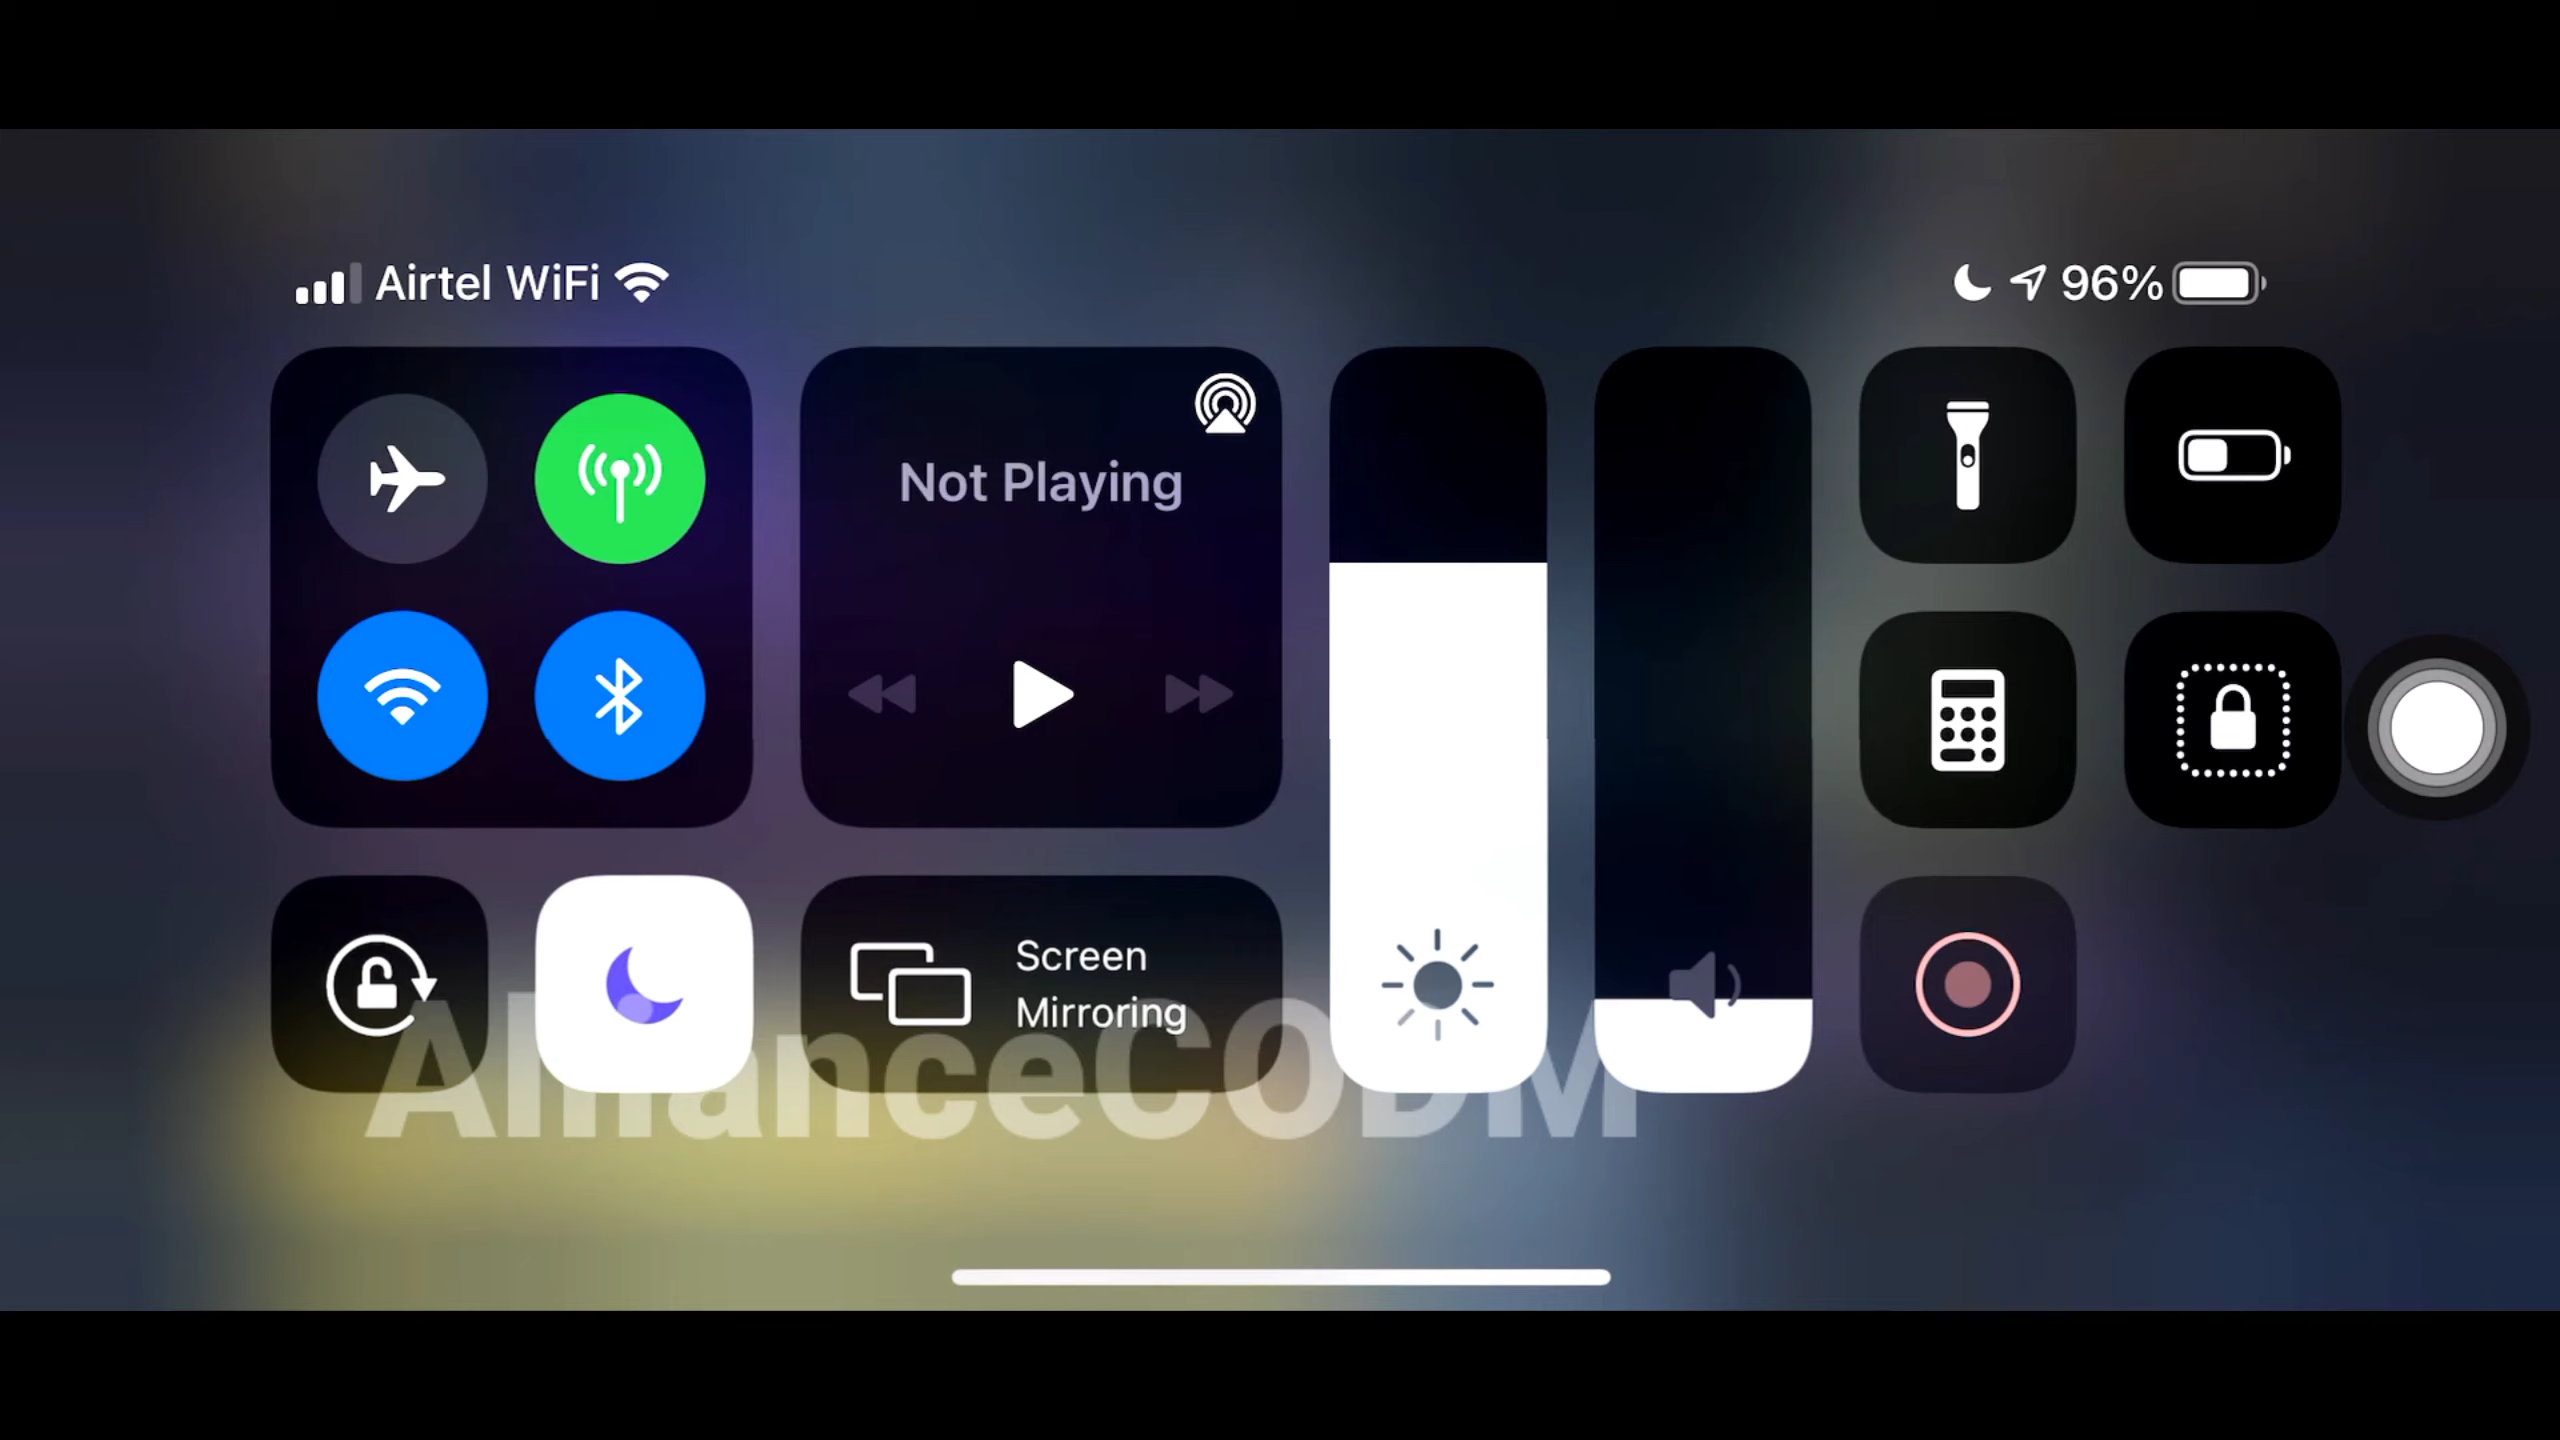 Airtel WiFi
96%
Not Playing
Screen
Mirroring
AllianceCODM